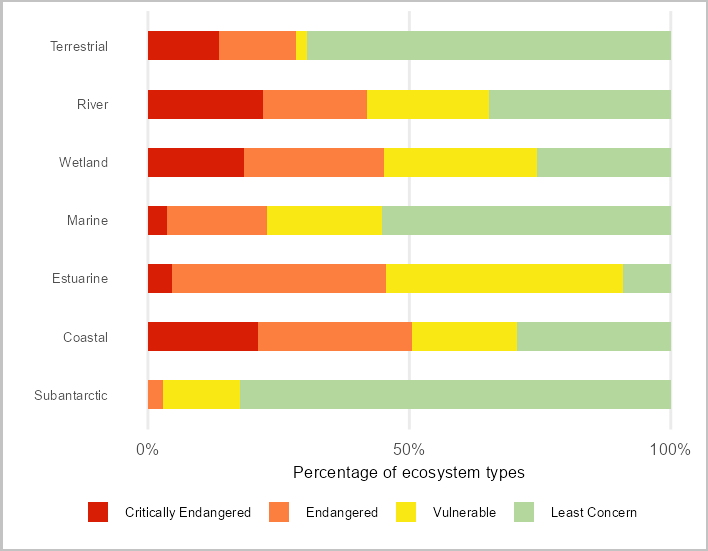 Terrestrial
River
Wetland
Marine
Estuarine
Coastal
Subantarctic
0% 50% 100%
Percentage of ecosystem types
Critically Endangered Endangered Vulnerable Least Concern